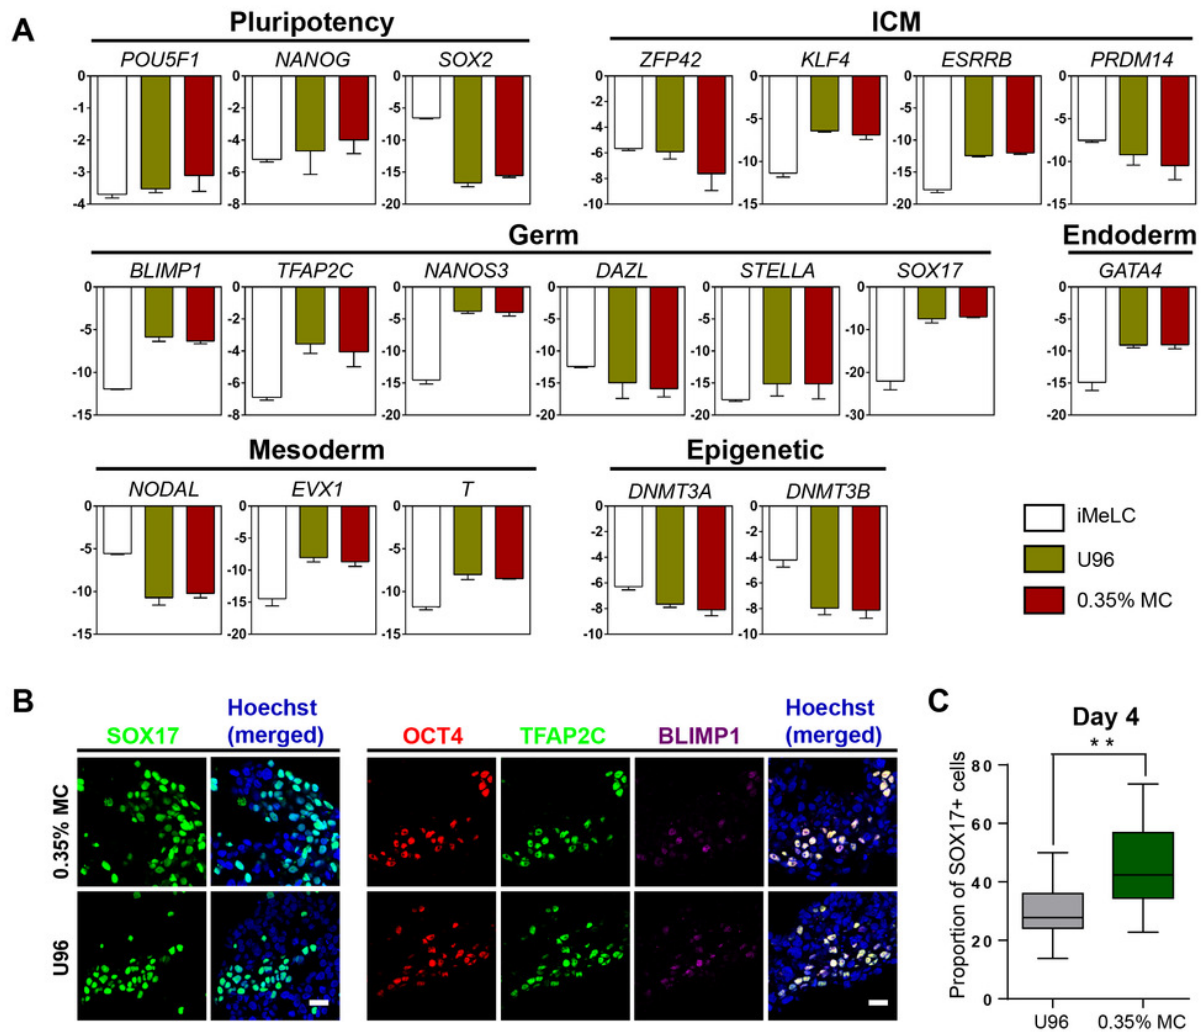 A
Pluripotency
ICM
POU5F1 NANOG SOX2 ZFP42 KLF4 ESRRB PRDM14
0 0 0 0 0 0 0
-1 -2 -5 -2 -5 -5 -5
-2 -4 -10 -4 -10 -10 -10
-3 -6 -15 -6 -15
-4 -8 -20 -8 -10 -15 -20 -15
Germ
Endoderm
BLIMP1 TFAP2C NANOS3 DAZL STELLA SOX17 GATA4
0 0 0 0 0 0 0
-5 -2 -5 -5 -5 -10 -5
-10 -4 -10 -10 -10 -20 -10
-15 -6 -15 -15 -15 -30 -15
-8 -20 -20 -20 -20
Mesoderm
Epigenetic
NODAL EVX1 T DNMT3A DNMT3B
0 0 0 0 0
-5 -5 -5 -2 -2
-10 -10 -10 -4 -4
-15 -15 -15 -6 -6
-20 -8 -8
-10 -10
iMeLC
U96
0.35% MC
B
SOX17 Hoechst (merged) OCT4 TFAP2C BLIMP1 Hoechst (merged)
0.35% MC
U96
C
Day 4
**
Proportion of SOX17+ cells
80
60
40
20
0
U96 0.35% MC